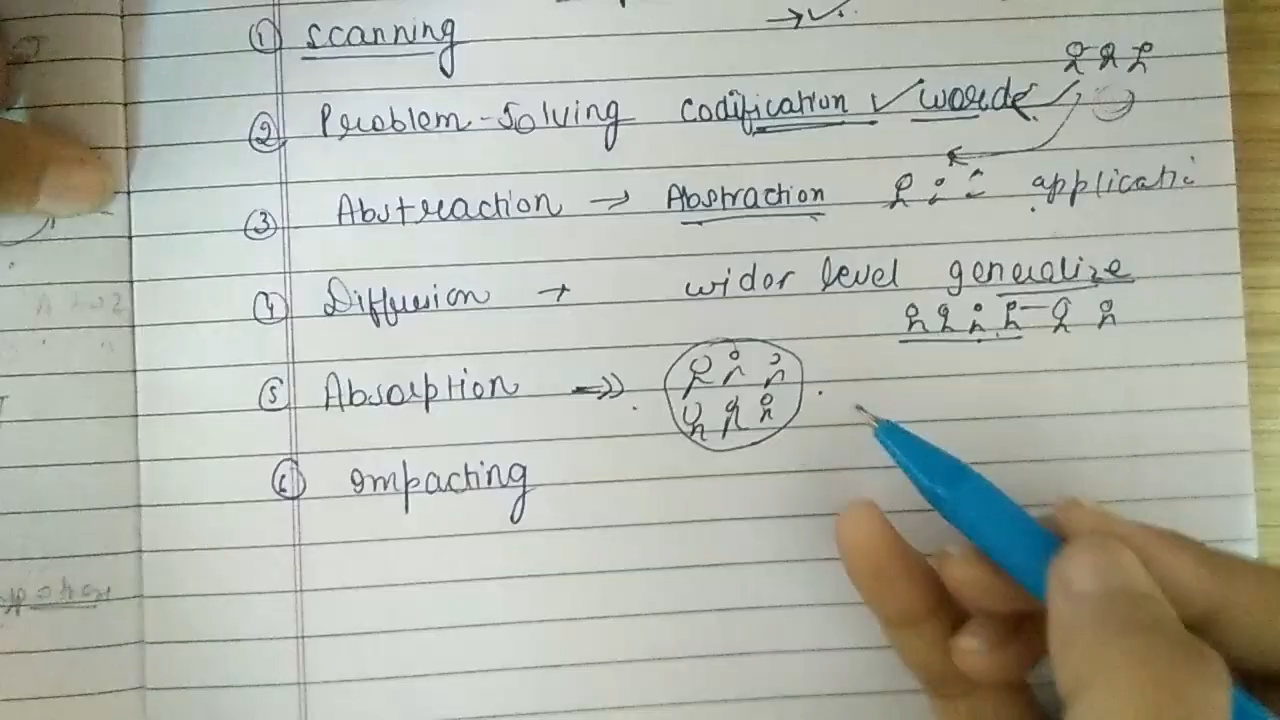 ① scanning
② Problem-Solving codification ✓ words
③ Abstraction → Abstraction applicati
④ Diffusion → widor level generalize
⑤ Absorption →
⑥ Impacting